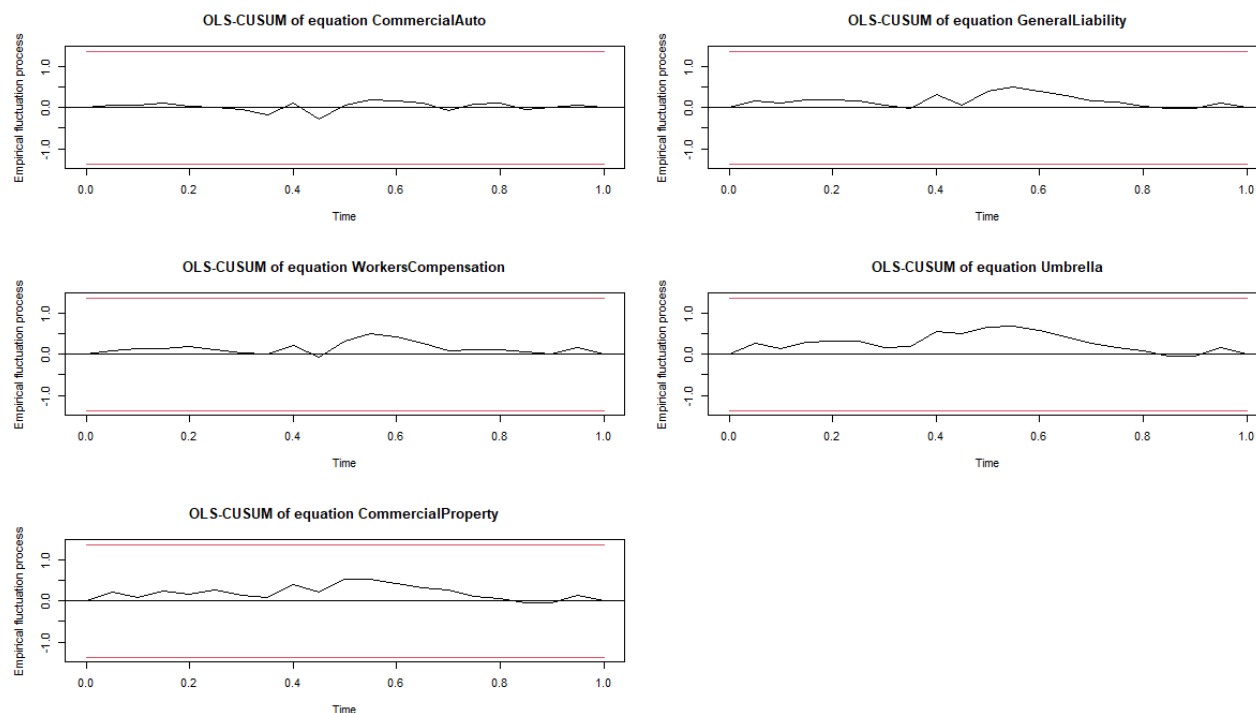 OLS-CUSUM of equation CommercialAuto
Empirical fluctuation process
1.0
0.0
-1.0
0.0 0.2 0.4 0.6 0.8 1.0
Time
OLS-CUSUM of equation GeneralLiability
Empirical fluctuation process
1.0
0.0
-1.0
0.0 0.2 0.4 0.6 0.8 1.0
Time
OLS-CUSUM of equation WorkersCompensation
Empirical fluctuation process
1.0
0.0
-1.0
0.0 0.2 0.4 0.6 0.8 1.0
Time
OLS-CUSUM of equation Umbrella
Empirical fluctuation process
1.0
0.0
-1.0
0.0 0.2 0.4 0.6 0.8 1.0
Time
OLS-CUSUM of equation CommercialProperty
Empirical fluctuation process
1.0
0.0
-1.0
0.0 0.2 0.4 0.6 0.8 1.0
Time